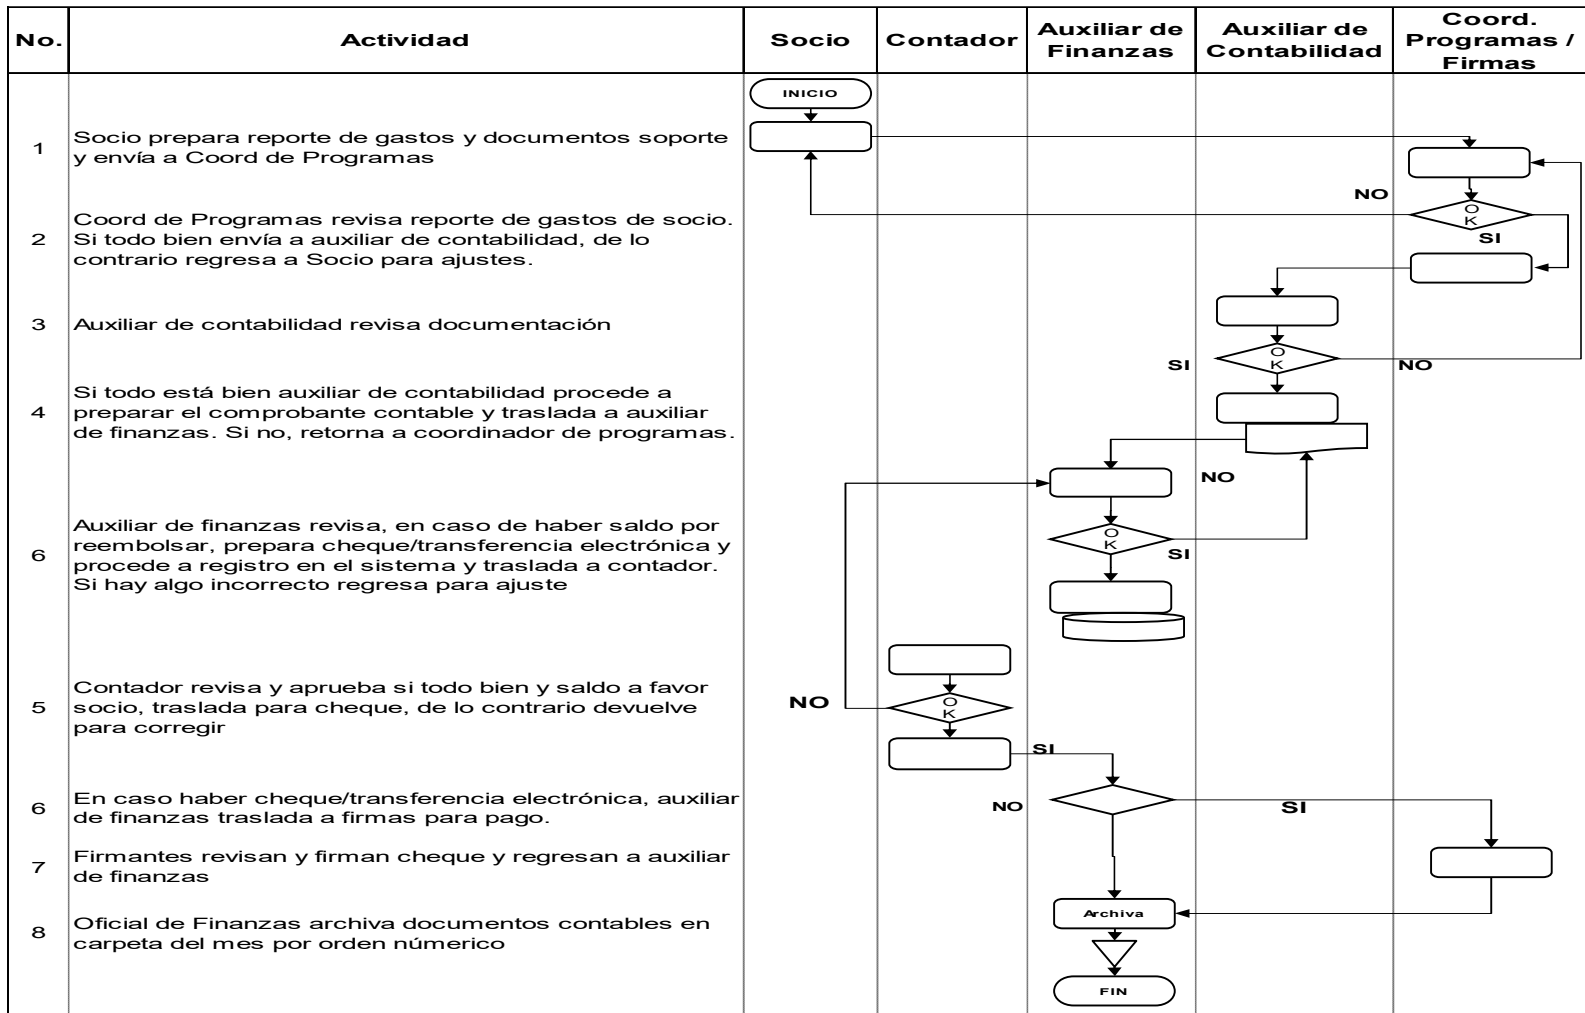 No.
Actividad
Socio
Contador
Auxiliar de
Finanzas
Auxiliar de
Contabilidad
Coord.
Programas /
Firmas
INICIO
1
Socio prepara reporte de gastos y documentos soporte
y envía a Coord de Programas
NO
O
K
SI
2
Coord de Programas revisa reporte de gastos de socio.
Si todo bien envía a auxiliar de contabilidad, de lo
contrario regresa a Socio para ajustes.
3
Auxiliar de contabilidad revisa documentación
SI
O
K
NO
4
Si todo está bien auxiliar de contabilidad procede a
preparar el comprobante contable y traslada a auxiliar
de finanzas. Si no, retorna a coordinador de programas.
NO
6
Auxiliar de finanzas revisa, en caso de haber saldo por
reembolsar, prepara cheque/transferencia electrónica y
procede a registro en el sistema y traslada a contador.
Si hay algo incorrecto regresa para ajuste
O
K
SI
5
Contador revisa y aprueba si todo bien y saldo a favor
socio, traslada para cheque, de lo contrario devuelve
para corregir
NO
O
K
SI
6
En caso haber cheque/transferencia electrónica, auxiliar
de finanzas traslada a firmas para pago.
NO
SI
7
Firmantes revisan y firman cheque y regresan a auxiliar
de finanzas
8
Oficial de Finanzas archiva documentos contables en
carpeta del mes por orden númerico
Archiva
FIN